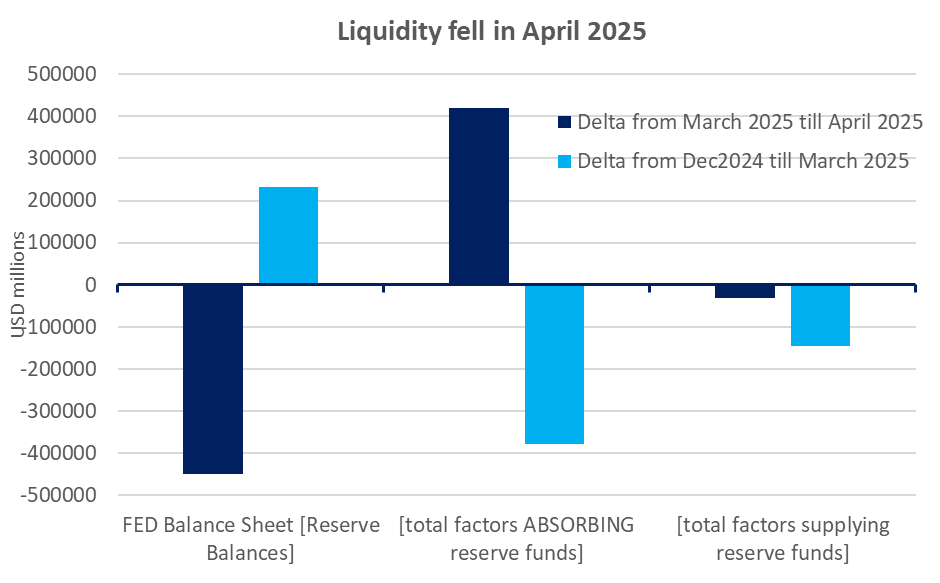 Liquidity fell in April 2025
500000
400000
300000
200000
100000
0
-100000
-200000
-300000
-400000
-500000
USD millions
Delta from March 2025 till April 2025
Delta from Dec2024 till March 2025
FED Balance Sheet [Reserve
Balances]
[total factors ABSORBING
reserve funds]
[total factors supplying
reserve funds]